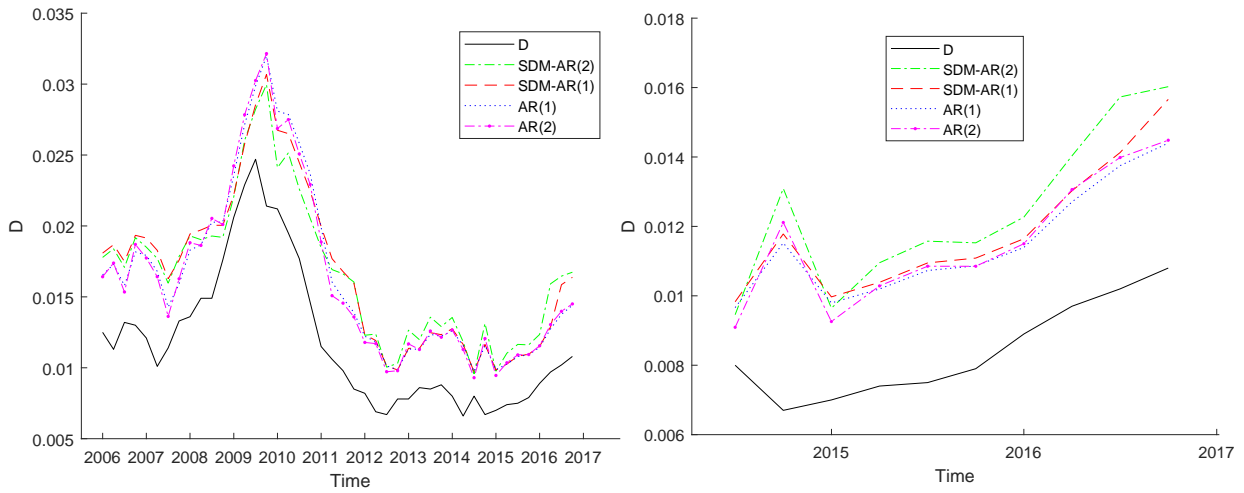 0.035
0.03
0.025
0.02
0.015
0.01
0.005
D
2006 2007 2008 2009 2010 2011 2012 2013 2014 2015 2016 2017
Time
D
SDM-AR(2)
SDM-AR(1)
AR(1)
AR(2)
0.018
0.016
0.014
0.012
0.01
0.008
0.006
D
2015 2016 2017
Time
D
SDM-AR(2)
SDM-AR(1)
AR(1)
AR(2)